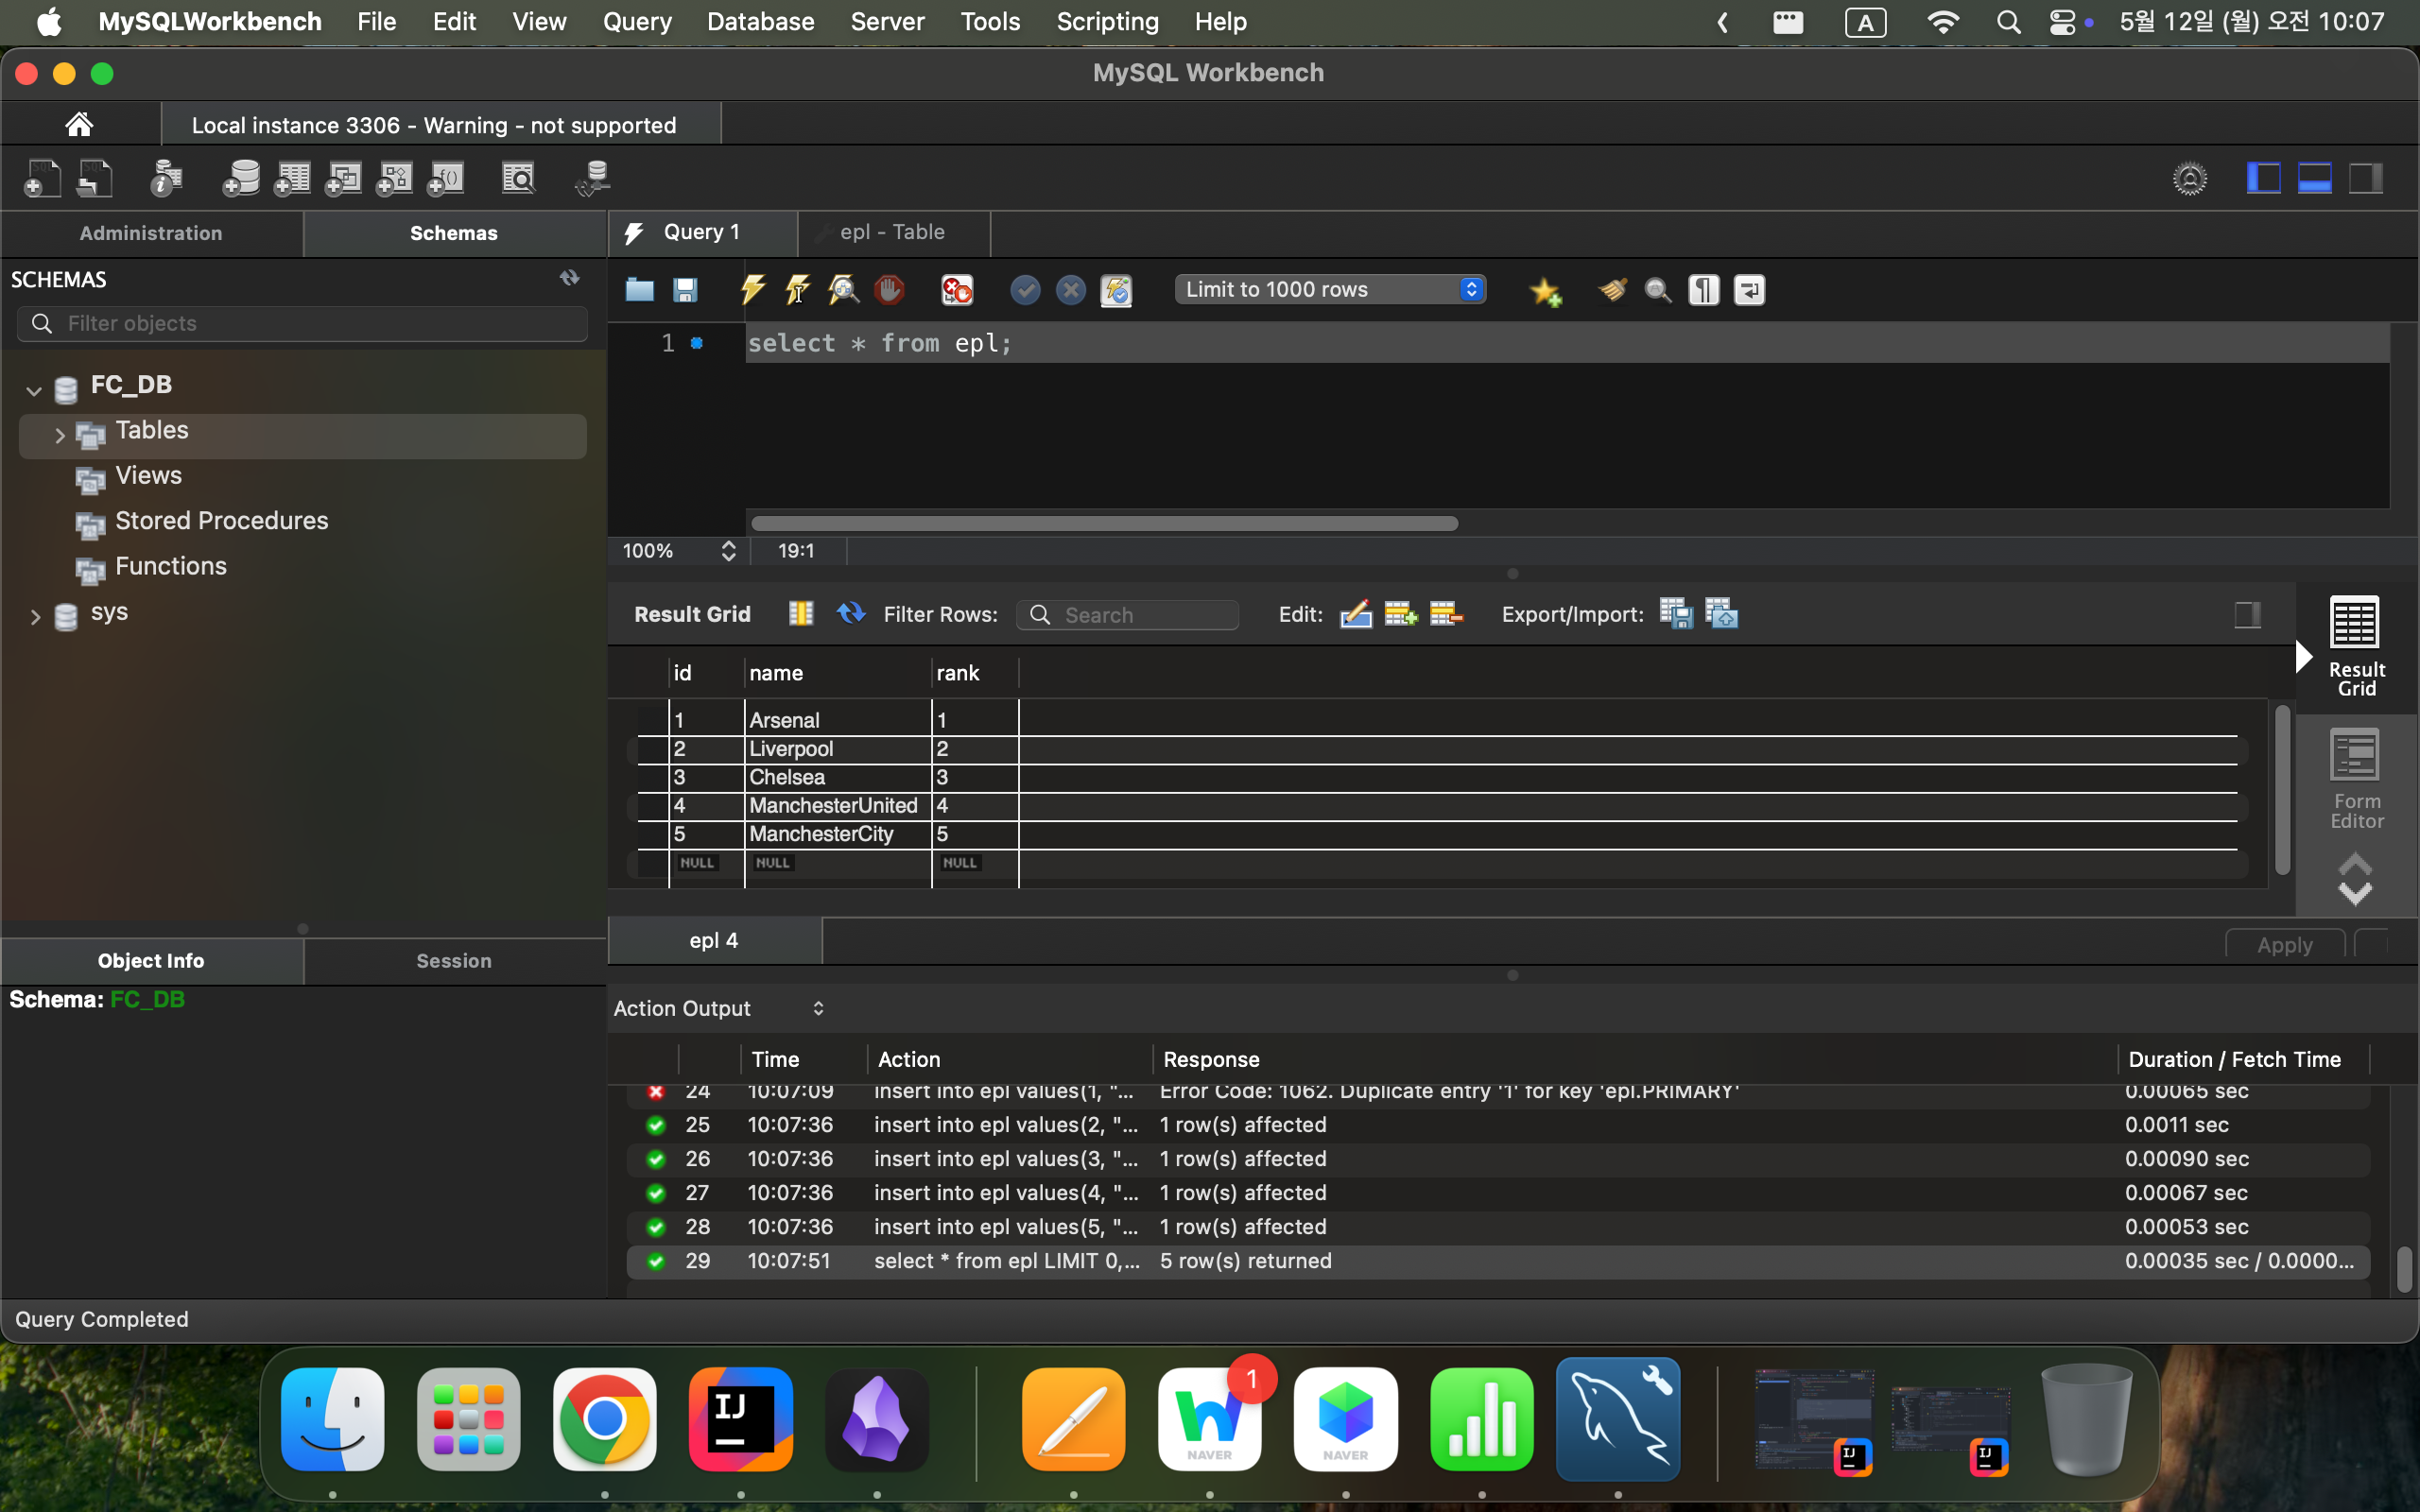 MySQLWorkbench File Edit View Query Database Server Tools Scripting Help A 5월 12일 (월) 오전 10:07
MySQL Workbench
Local instance 3306 - Warning - not supported
Administration Schemas Query 1 epl - Table
SCHEMAS
Limit to 1000 rows
Filter objects
1 select * from epl;
FC_DB
Tables
Views
Stored Procedures
Functions
sys
100% 19:1
Result Grid Filter Rows: Search Edit: Export/Import:
id name rank
1 Arsenal 1
2 Liverpool 2
3 Chelsea 3
4 ManchesterUnited 4
5 ManchesterCity 5
NULL NULL NULL
Result
Grid
Form
Editor
epl 4 Apply
Object Info Session
Schema: FC_DB
Action Output
Time Action Response Duration / Fetch Time
24 10:07:09 insert into epl values(1, "... Error Code: 1062. Duplicate entry '1' for key 'epl.PRIMARY' 0.00065 sec
25 10:07:36 insert into epl values(2, "... 1 row(s) affected 0.0011 sec
26 10:07:36 insert into epl values(3, "... 1 row(s) affected 0.00090 sec
27 10:07:36 insert into epl values(4, "... 1 row(s) affected 0.00067 sec
28 10:07:36 insert into epl values(5, "... 1 row(s) affected 0.00053 sec
29 10:07:51 select * from epl LIMIT 0,... 5 row(s) returned 0.00035 sec / 0.0000...
Query Completed
IJ
W
1
NAVER
NAVER
IJ
IJ